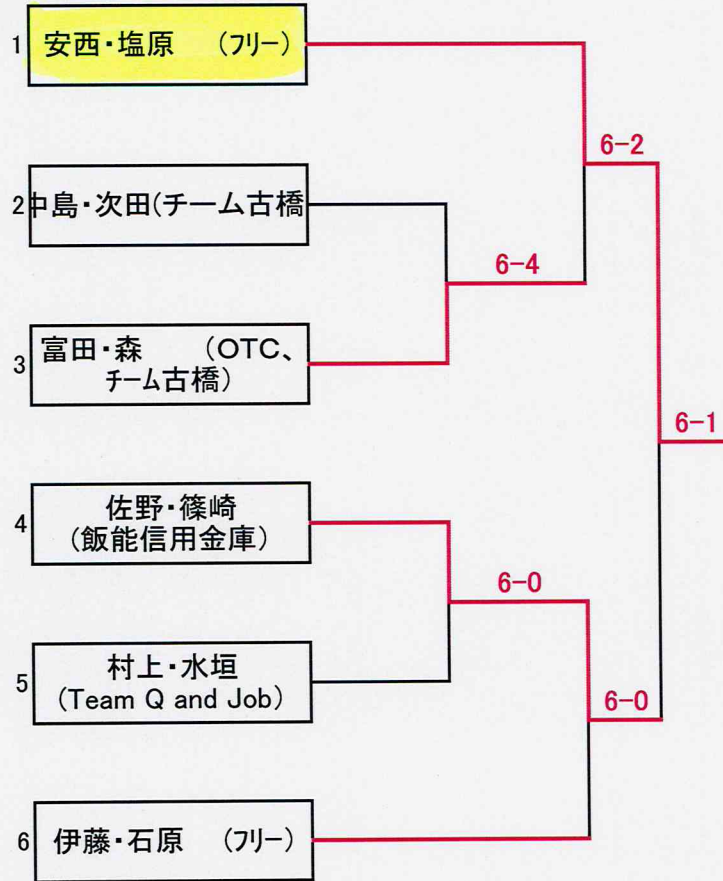 1 安西・塩原 (フリー)
6-2
2 中島・次田(チーム古橋
6-4
3 富田・森 (OTC、
チーム古橋)
6-1
4 佐野・篠崎
(飯能信用金庫)
6-0
5 村上・水垣
(Team Q and Job)
6-0
6 伊藤・石原 (フリー)